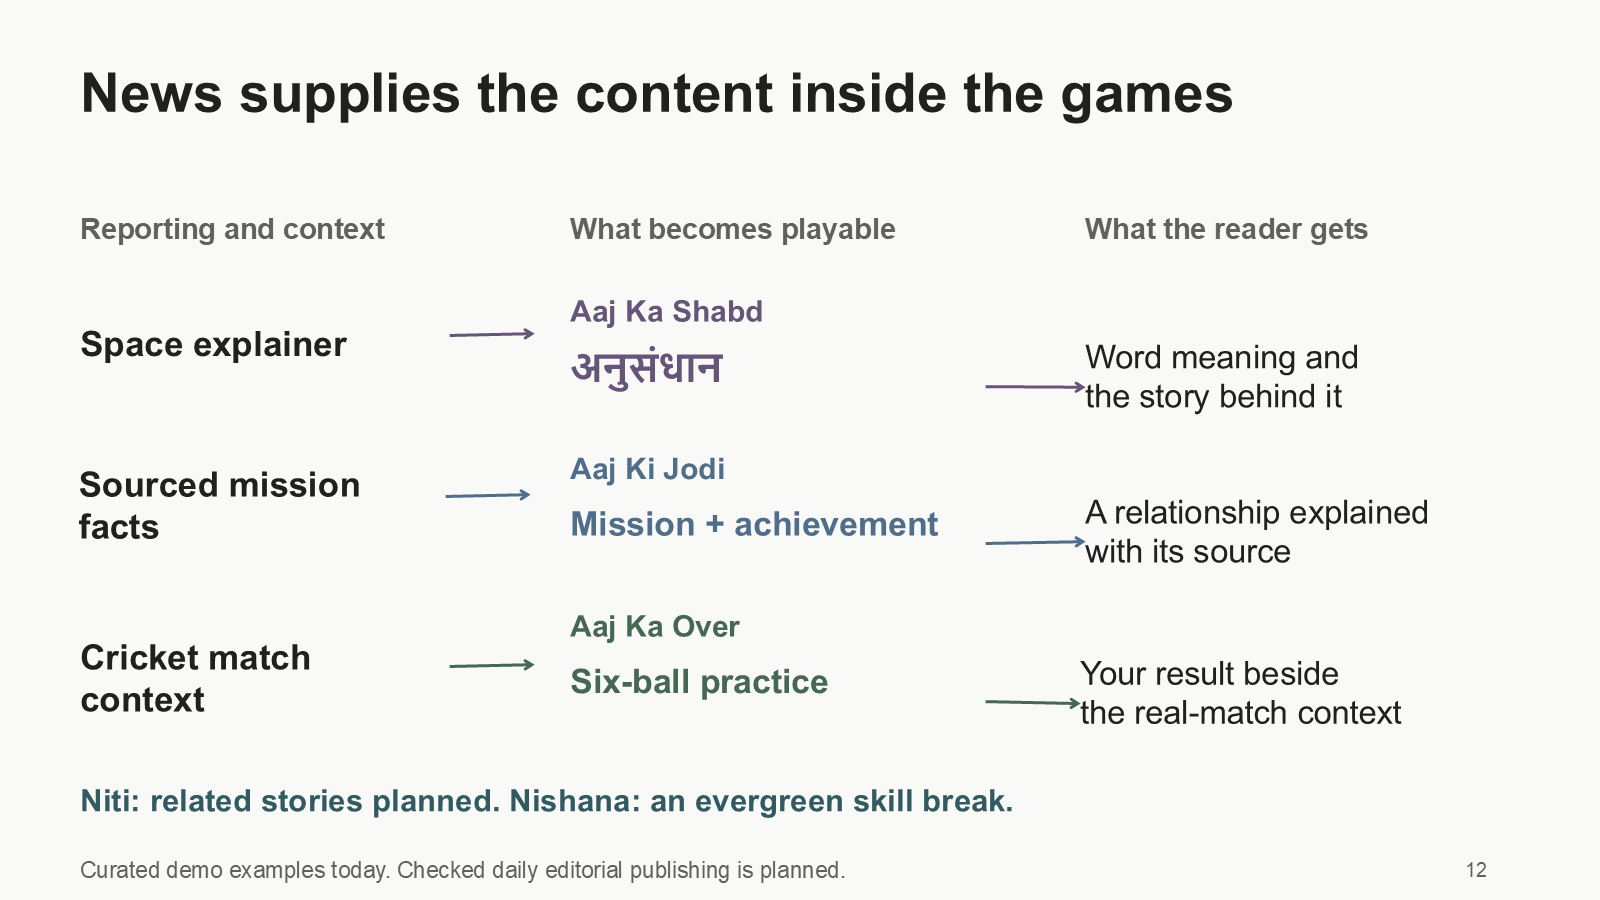 News supplies the content inside the games
Reporting and context
What becomes playable
What the reader gets
Space explainer
Aaj Ka Shabd
अनुसंधान
Word meaning and
the story behind it
Sourced mission
facts
Aaj Ki Jodi
Mission + achievement
A relationship explained
with its source
Cricket match
context
Aaj Ka Over
Six-ball practice
Your result beside
the real-match context
Niti: related stories planned. Nishana: an evergreen skill break.
Curated demo examples today. Checked daily editorial publishing is planned.
12